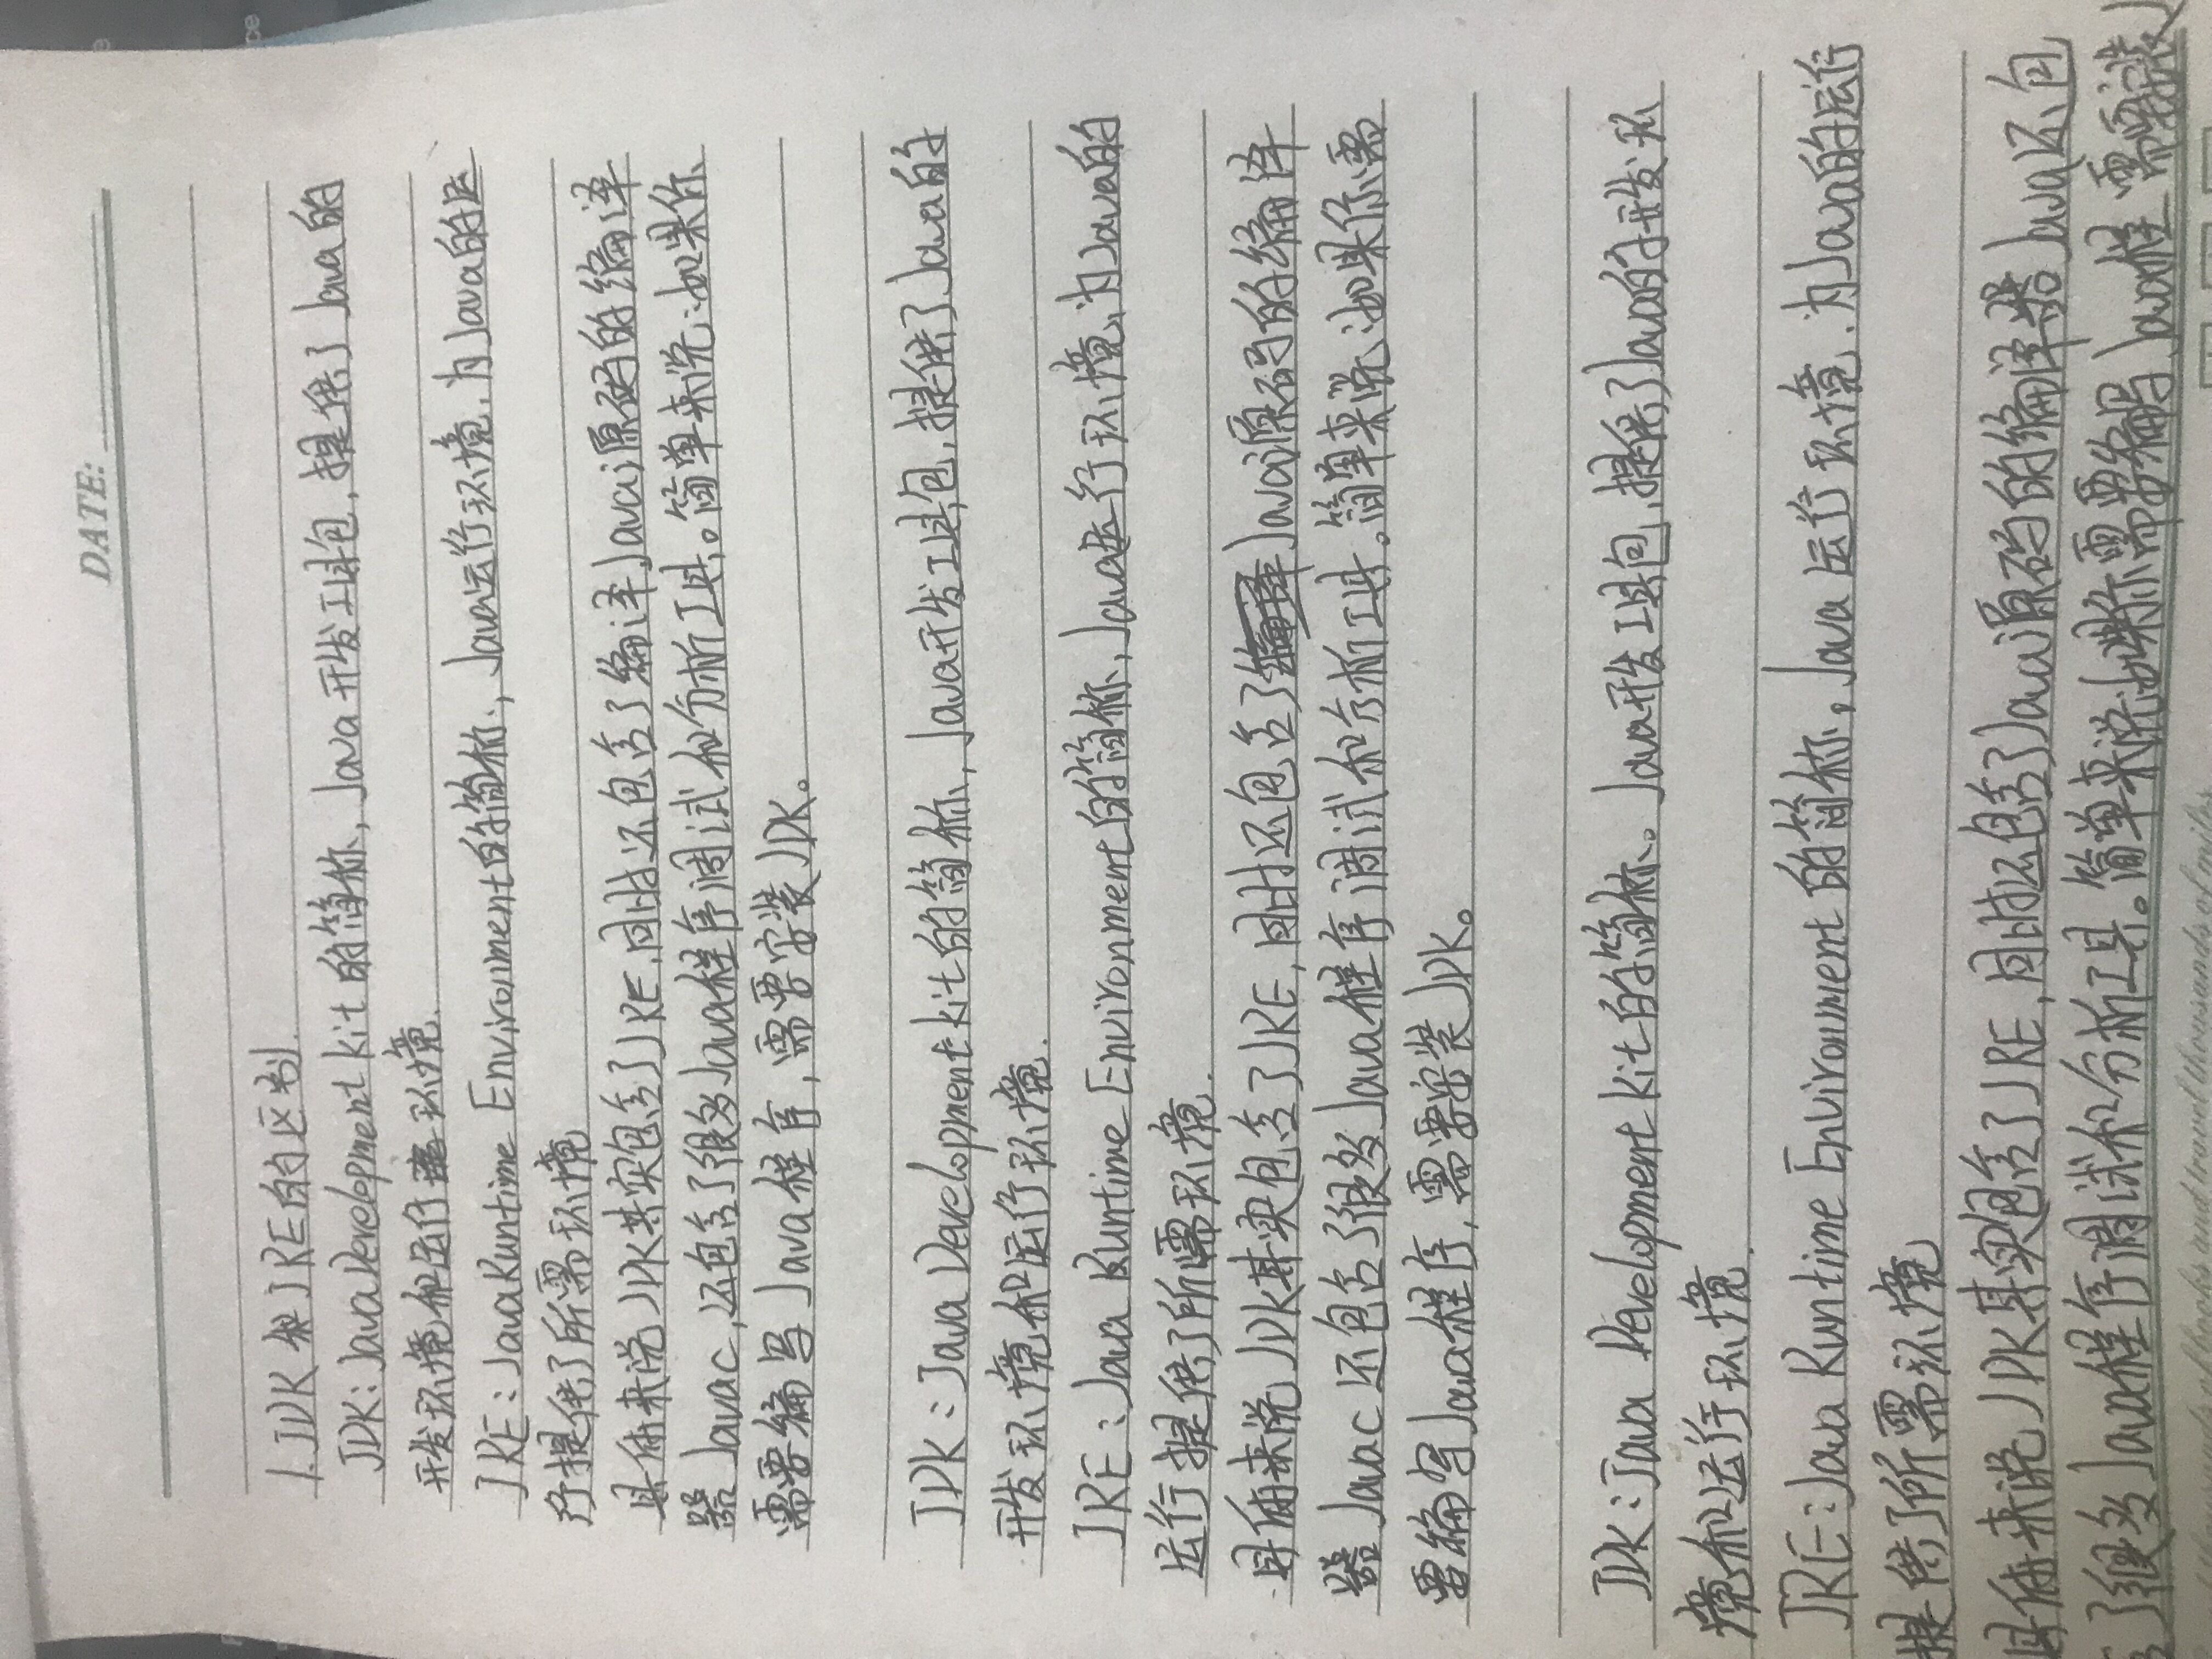 DATE:
1.JDK和JRE的区别.
JDK:Java Development kit的简称,Java开发工具包,提供了Java的
开发环境和运行环境.
JRE:Java Runtime Environment的简称,Java运行环境,为Java的运
行提供了所需环境
具体来说JDK其实包含了JRE,同时还包含了编译Java源码的编译
器Javac,还包含了很多Java程序调试和分析工具。简单来说:如果你
需要编写Java程序,需要安装JDK。
JDK:Java Development kit的简称,Java开发工具包,提供了Java的
开发环境和运行环境.
JRE:Java Runtime Environment的简称,Java运行环境,为Java的
运行提供了所需环境.
具体来说JDK其实包含了JRE,同时还包含了编译Java源码的编译
器Javac还包含了很多Java程序调试和分析工具。简单来说:如果你需
要编写Java程序,需要安装JDK。
JDK:Java Development kit的简称。Java开发工具包,提供了Java的开发环
境和运行环境.
JRE:Java Runtime Environment的简称,Java运行环境.为Java的运行
提供了所需环境
具体来说JDK其实包含了JRE,同时还包含了Java源码的编译器Java还包
含了很多Java程序调试和分析工具。简单来说:如果你需要编写Java程 需要安装J
thousands of books and travel thousands of miles